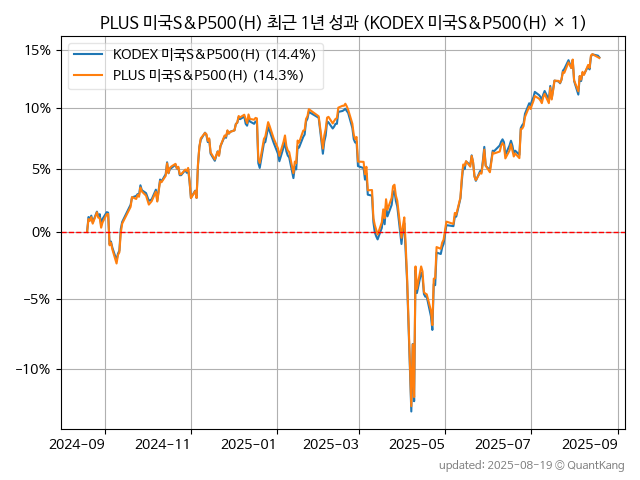 PLUS 미국S&P500(H) 최근 1년 성과 (KODEX 미국S&P500(H) × 1)
KODEX 미국S&P500(H) (14.4%)
PLUS 미국S&P500(H) (14.3%)
15%
10%
5%
0%
−5%
−10%
2024-09 2024-11 2025-01 2025-03 2025-05 2025-07 2025-09
updated: 2025-08-19 © QuantKang